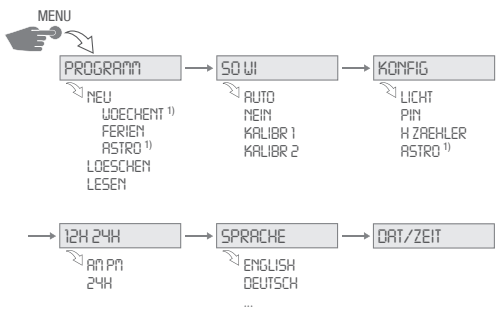 MENU
PROGRAMM
SO WI
KONFIG
NEU
WOECHENT 1)
FERIEN
ASTRO 1)
LOESCHEN
LESEN
AUTO
NEIN
KALIBR 1
KALIBR 2
LICHT
PIN
H ZAEHLER
ASTRO 1)
12H 24H
SPRACHE
DAT/ZEIT
AM PM
24H
ENGLISH
DEUTSCH
...